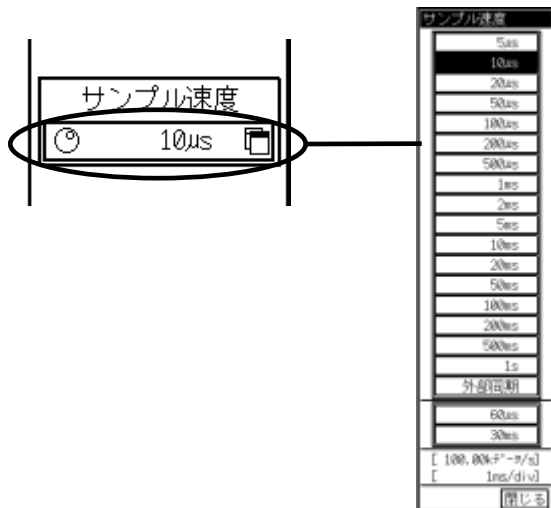 サンプル速度
10μs
サンプル速度
5μs
10μs
20μs
50μs
100μs
200μs
500μs
1ms
2ms
5ms
10ms
20ms
50ms
100ms
200ms
500ms
1s
外部同期
60μs
30ms
[ 100.00kﾃﾞｰﾀ/s]
[ 1ms/div]
閉じる